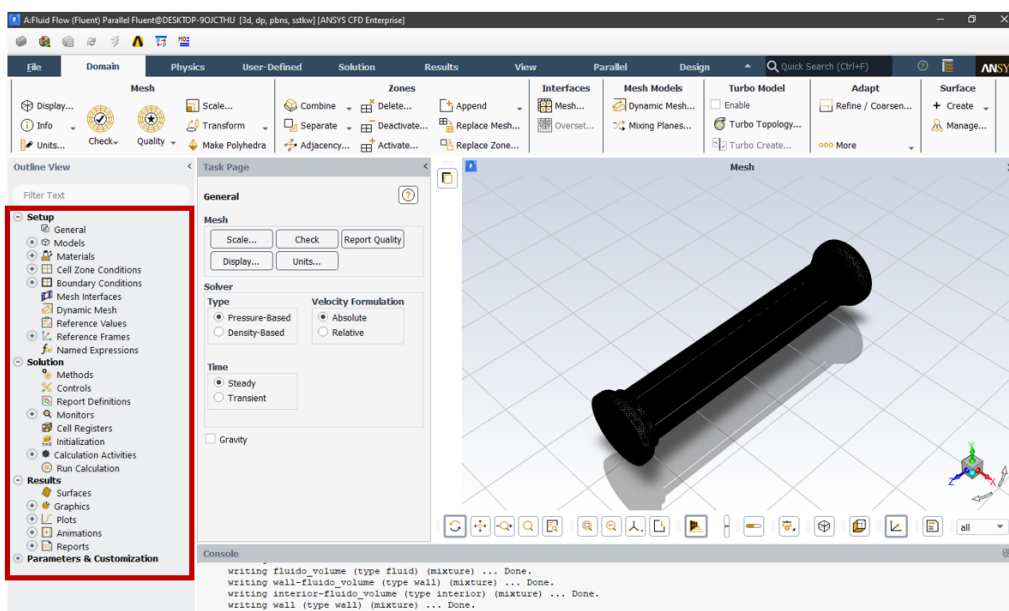 A:Fluid Flow (Fluent) Parallel Fluent@DESKTOP-9OJCTHU [3d, dp, pbns, sstkw] [ANSYS CFD Enterprise]
File Domain Physics User-Defined Solution Results View Parallel Design Quick Search (Ctrl+F) ANSY
Mesh Zones Interfaces Mesh Models Turbo Model Adapt Surface
Display... Scale... Combine Delete... Append Mesh... Dynamic Mesh... Enable Refine / Coarsen... + Create
Info Transform Separate Deactivate... Replace Mesh... Overset... Mixing Planes... Turbo Topology... Manage...
Units... Check Quality Make Polyhedra Adjacency... Activate... Replace Zone... Turbo Create... More
Outline View
Filter Text
Setup
General
Models
Materials
Cell Zone Conditions
Boundary Conditions
Mesh Interfaces
Dynamic Mesh
Reference Values
Reference Frames
Named Expressions
Solution
Methods
Controls
Report Definitions
Monitors
Cell Registers
Initialization
Calculation Activities
Run Calculation
Results
Surfaces
Graphics
Plots
Animations
Reports
Parameters & Customization
Task Page
General
Mesh
Scale... Check Report Quality
Display... Units...
Solver
Type Velocity Formulation
Pressure-Based Absolute
Density-Based Relative
Time
Steady
Transient
Gravity
Mesh
Y
Z X
all
Console
writing fluido_volume (type fluid) (mixture) ... Done.
writing wall-fluido_volume (type wall) (mixture) ... Done.
writing interior-fluido_volume (type interior) (mixture) ... Done.
writing wall (type wall) (mixture) ... Done.